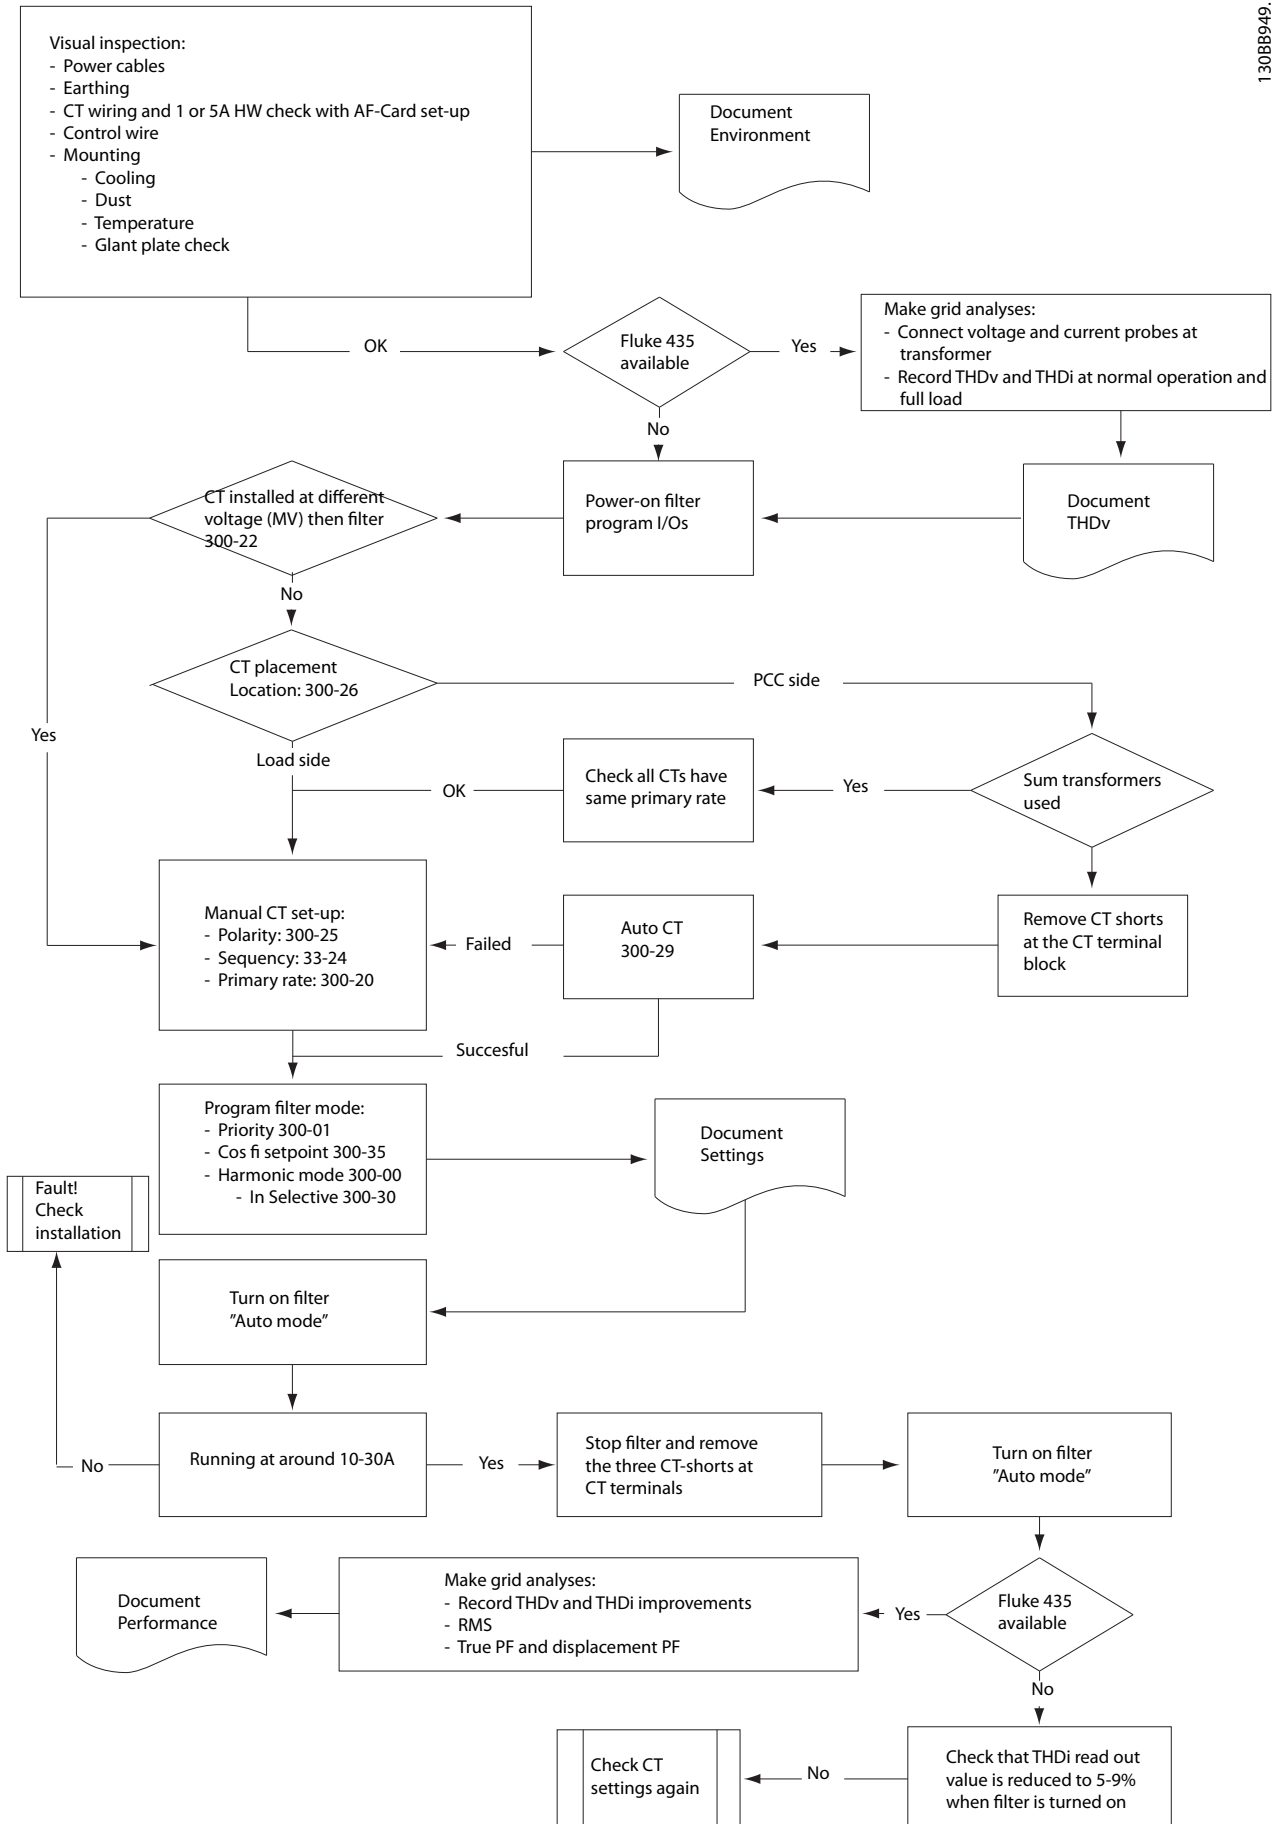 130BB949.
Visual inspection:
- Power cables
- Earthing
- CT wiring and 1 or 5A HW check with AF-Card set-up
- Control wire
- Mounting
- Cooling
- Dust
- Temperature
- Glant plate check
Document
Environment
OK
Fluke 435
available
Yes
Make grid analyses:
- Connect voltage and current probes at
transformer
- Record THDv and THDi at normal operation and
full load
No
CT installed at different
voltage (MV) then filter
300-22
Power-on filter
program I/Os
Document
THDv
No
CT placement
Location: 300-26
PCC side
Yes
Load side
OK
Check all CTs have
same primary rate
Yes
Sum transformers
used
Manual CT set-up:
- Polarity: 300-25
- Sequency: 33-24
- Primary rate: 300-20
Failed
Auto CT
300-29
Remove CT shorts
at the CT terminal
block
Succesful
Program filter mode:
- Priority 300-01
- Cos fi setpoint 300-35
- Harmonic mode 300-00
- In Selective 300-30
Document
Settings
Fault!
Check
installation
Turn on filter
"Auto mode"
No
Running at around 10-30A
Yes
Stop filter and remove
the three CT-shorts at
CT terminals
Turn on filter
"Auto mode"
Document
Performance
Make grid analyses:
- Record THDv and THDi improvements
- RMS
- True PF and displacement PF
Yes
Fluke 435
available
No
Check CT
settings again
No
Check that THDi read out
value is reduced to 5-9%
when filter is turned on